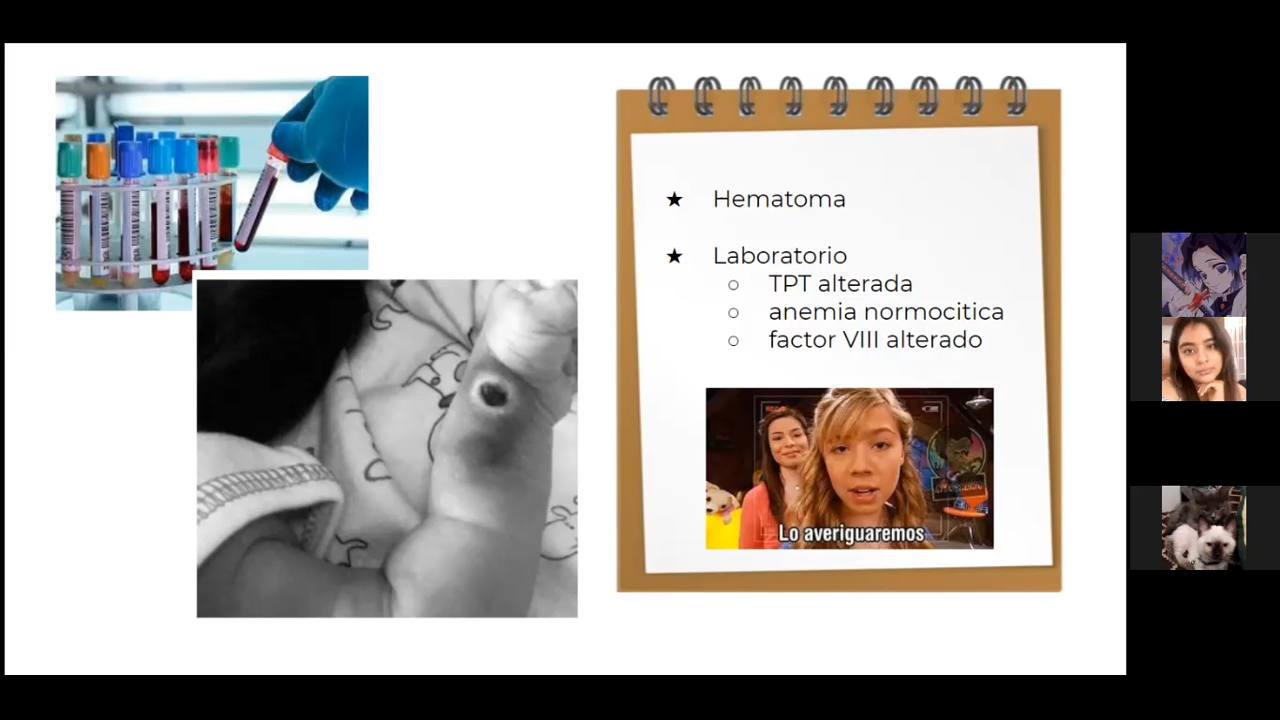 ★ Hematoma
★ Laboratorio
○ TPT alterada
○ anemia normocitica
○ factor VIII alterado
Lo averiguaremos